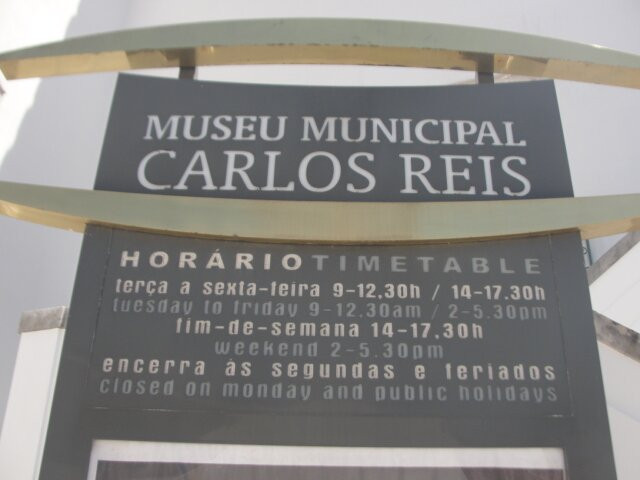 MUSEU MUNICIPAL
CARLOS REIS
HORÁRIO TIMETABLE
terça a sexta-feira 9-12,30h / 14-17.30h
tuesday to friday 9-12.30am / 2-5.30pm
fim-de-semana 14-17,30h
weekend 2-5.30pm
encerra às segundas e feriados
closed on monday and public holidays